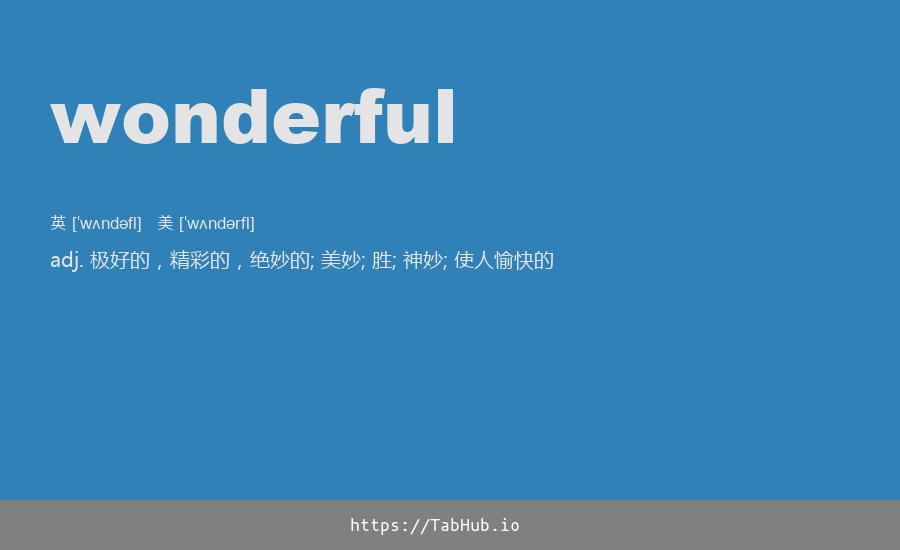 wonderful
英 [ˈwʌndəfl] 美 [ˈwʌndərfl]
adj. 极好的，精彩的，绝妙的; 美妙; 胜; 神妙; 使人愉快的
https://TabHub.io